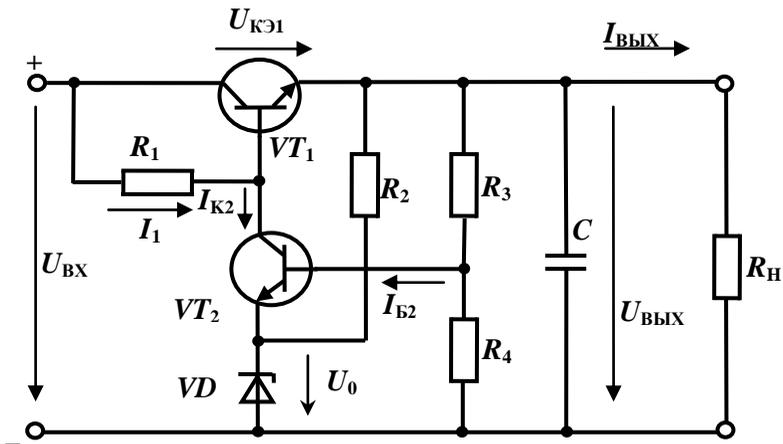 U_КЭ1
I_ВЫХ
+
R_1
VT_1
I_К2
R_2
R_3
I_1
C
U_ВХ
R_Н
VT_2
I_Б2
U_ВЫХ
R_4
VD
U_0